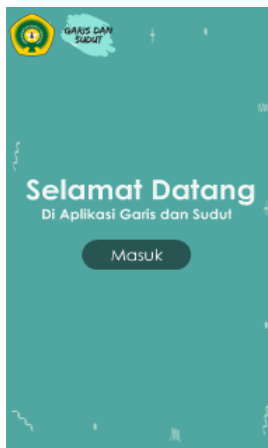 GARIS DAN
SUDUT
Selamat Datang
Di Aplikasi Garis dan Sudut
Masuk